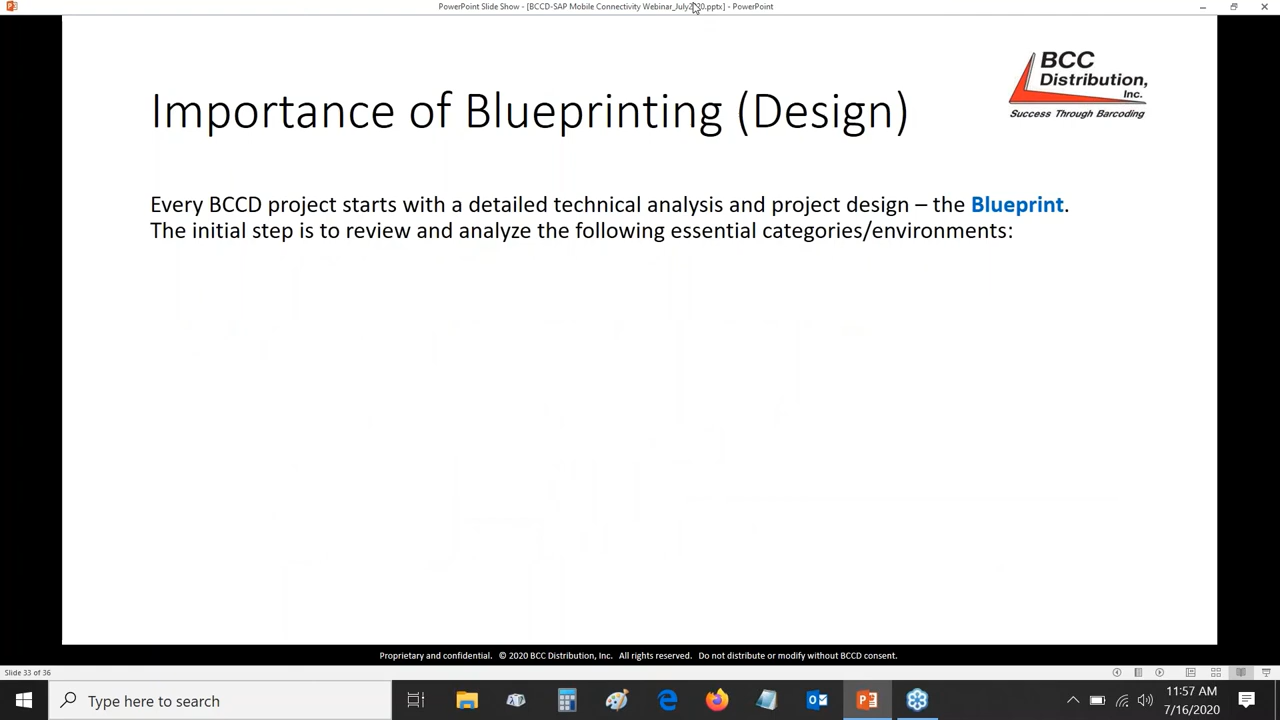 PowerPoint Slide Show - [BCCD-SAP Mobile Connectivity Webinar_July2020.pptx] - PowerPoint
BCC
Distribution,
Inc.
Success Through Barcoding
Importance of Blueprinting (Design)
Every BCCD project starts with a detailed technical analysis and project design – the Blueprint.
The initial step is to review and analyze the following essential categories/environments:
Proprietary and confidential. © 2020 BCC Distribution, Inc. All rights reserved. Do not distribute or modify without BCCD consent.
Slide 33 of 36
Type here to search
11:57 AM
7/16/2020